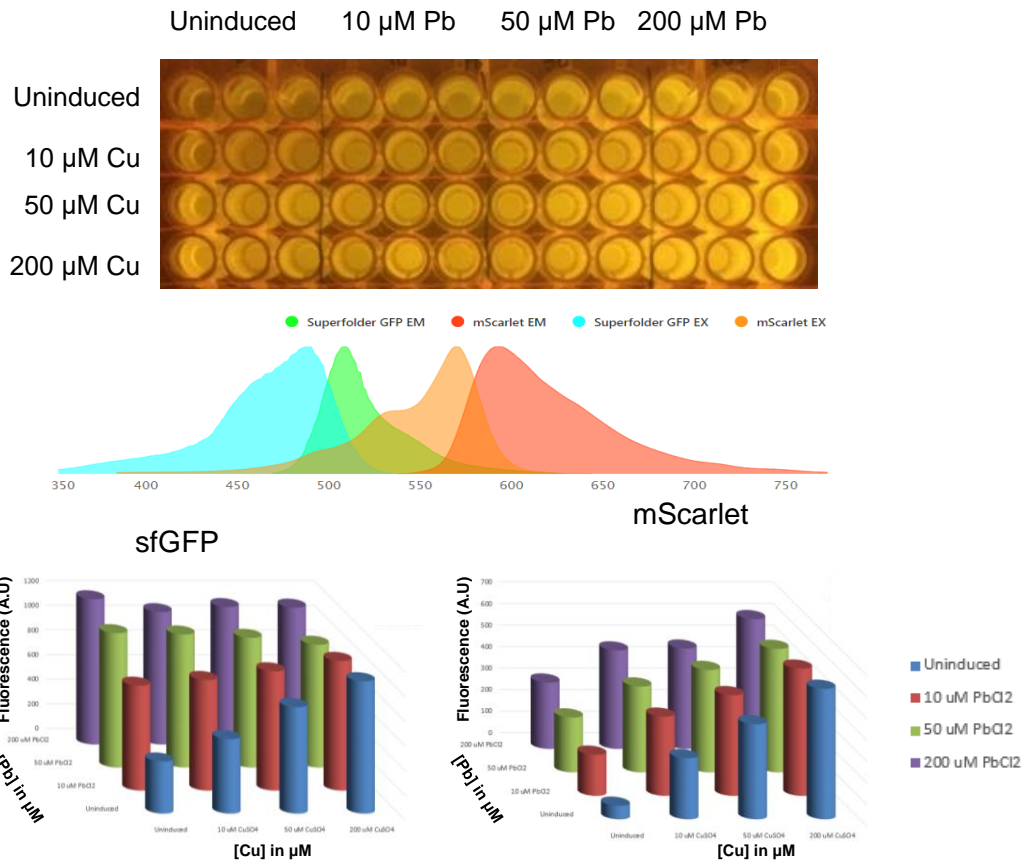 Uninduced 10 µM Pb 50 µM Pb 200 µM Pb
Uninduced
10 µM Cu
50 µM Cu
200 µM Cu
Superfolder GFP EM mScarlet EM Superfolder GFP EX mScarlet EX
350 400 450 500 550 600 650 700 750
sfGFP
mScarlet
Fluorescence (A.U)
1200
1000
800
600
400
200
0
200 uM PbCl2
50 uM PbCl2
10 uM PbCl2
Uninduced
[Pb] in µM
Uninduced 10 uM CuSO4 50 uM CuSO4 200 uM CuSO4
[Cu] in µM
Fluorescence (A.U)
700
600
500
400
300
200
100
0
200 uM PbCl2
50 uM PbCl2
10 uM PbCl2
Uninduced
[Pb] in µM
Uninduced 10 uM CuSO4 50 uM CuSO4 200 uM CuSO4
[Cu] in µM
Uninduced
10 uM PbCl2
50 uM PbCl2
200 uM PbCl2